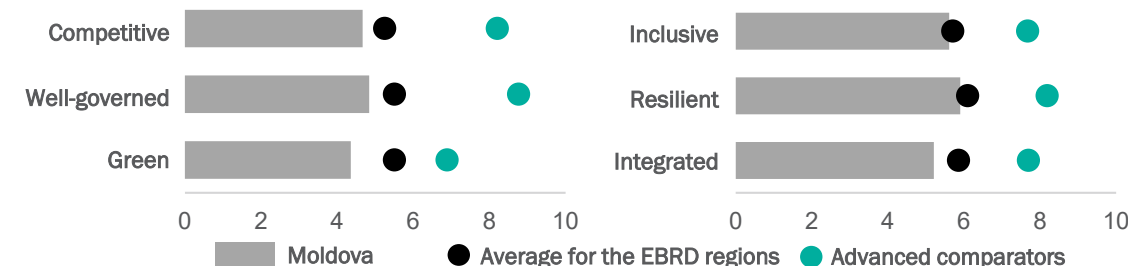 Competitive
Well-governed
Green
0 2 4 6 8 10
Inclusive
Resilient
Integrated
0 2 4 6 8 10
Moldova Average for the EBRD regions Advanced comparators